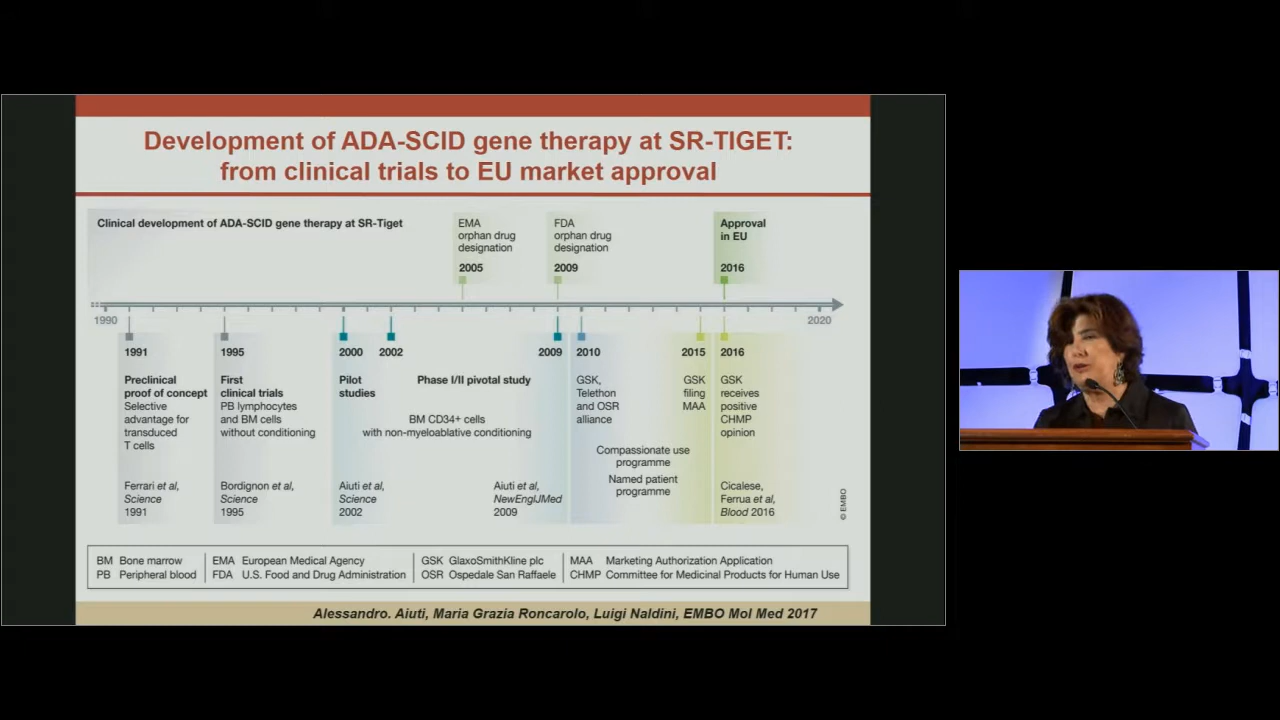 Development of ADA-SCID gene therapy at SR-TIGET:
from clinical trials to EU market approval
Clinical development of ADA-SCID gene therapy at SR-Tiget
EMA
orphan drug
designation
2005
FDA
orphan drug
designation
2009
Approval
in EU
2016
1990
2020
1991
Preclinical
proof of concept
Selective
advantage for
transduced
T cells
Ferrari et al,
Science
1991
1995
First
clinical trials
PB lymphocytes
and BM cells
without conditioning
Bordignon et al,
Science
1995
2000
Pilot
studies
Aiuti et al,
Science
2002
2002
Phase I/II pivotal study
BM CD34+ cells
with non-myeloablative conditioning
2009
Aiuti et al,
NewEnglJMed
2009
2010
GSK,
Telethon
and OSR
alliance
Compassionate use
programme
Named patient
programme
2015
GSK
filing
MAA
2016
GSK
receives
positive
CHMP
opinion
Cicalese,
Ferrua et al,
Blood 2016
© EMBO
BM Bone marrow
PB Peripheral blood
EMA European Medical Agency
FDA U.S. Food and Drug Administration
GSK GlaxoSmithKline plc
OSR Ospedale San Raffaele
MAA Marketing Authorization Application
CHMP Committee for Medicinal Products for Human Use
Alessandro. Aiuti, Maria Grazia Roncarolo, Luigi Naldini, EMBO Mol Med 2017